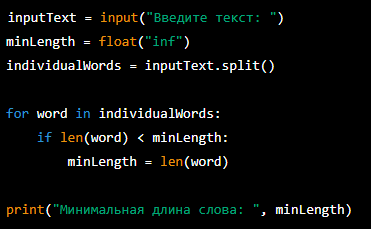 inputText = input("Введите текст: ")
minLength = float("inf")
individualWords = inputText.split()
for word in individualWords:
if len(word) < minLength:
minLength = len(word)
print("Минимальная длина слова: ", minLength)